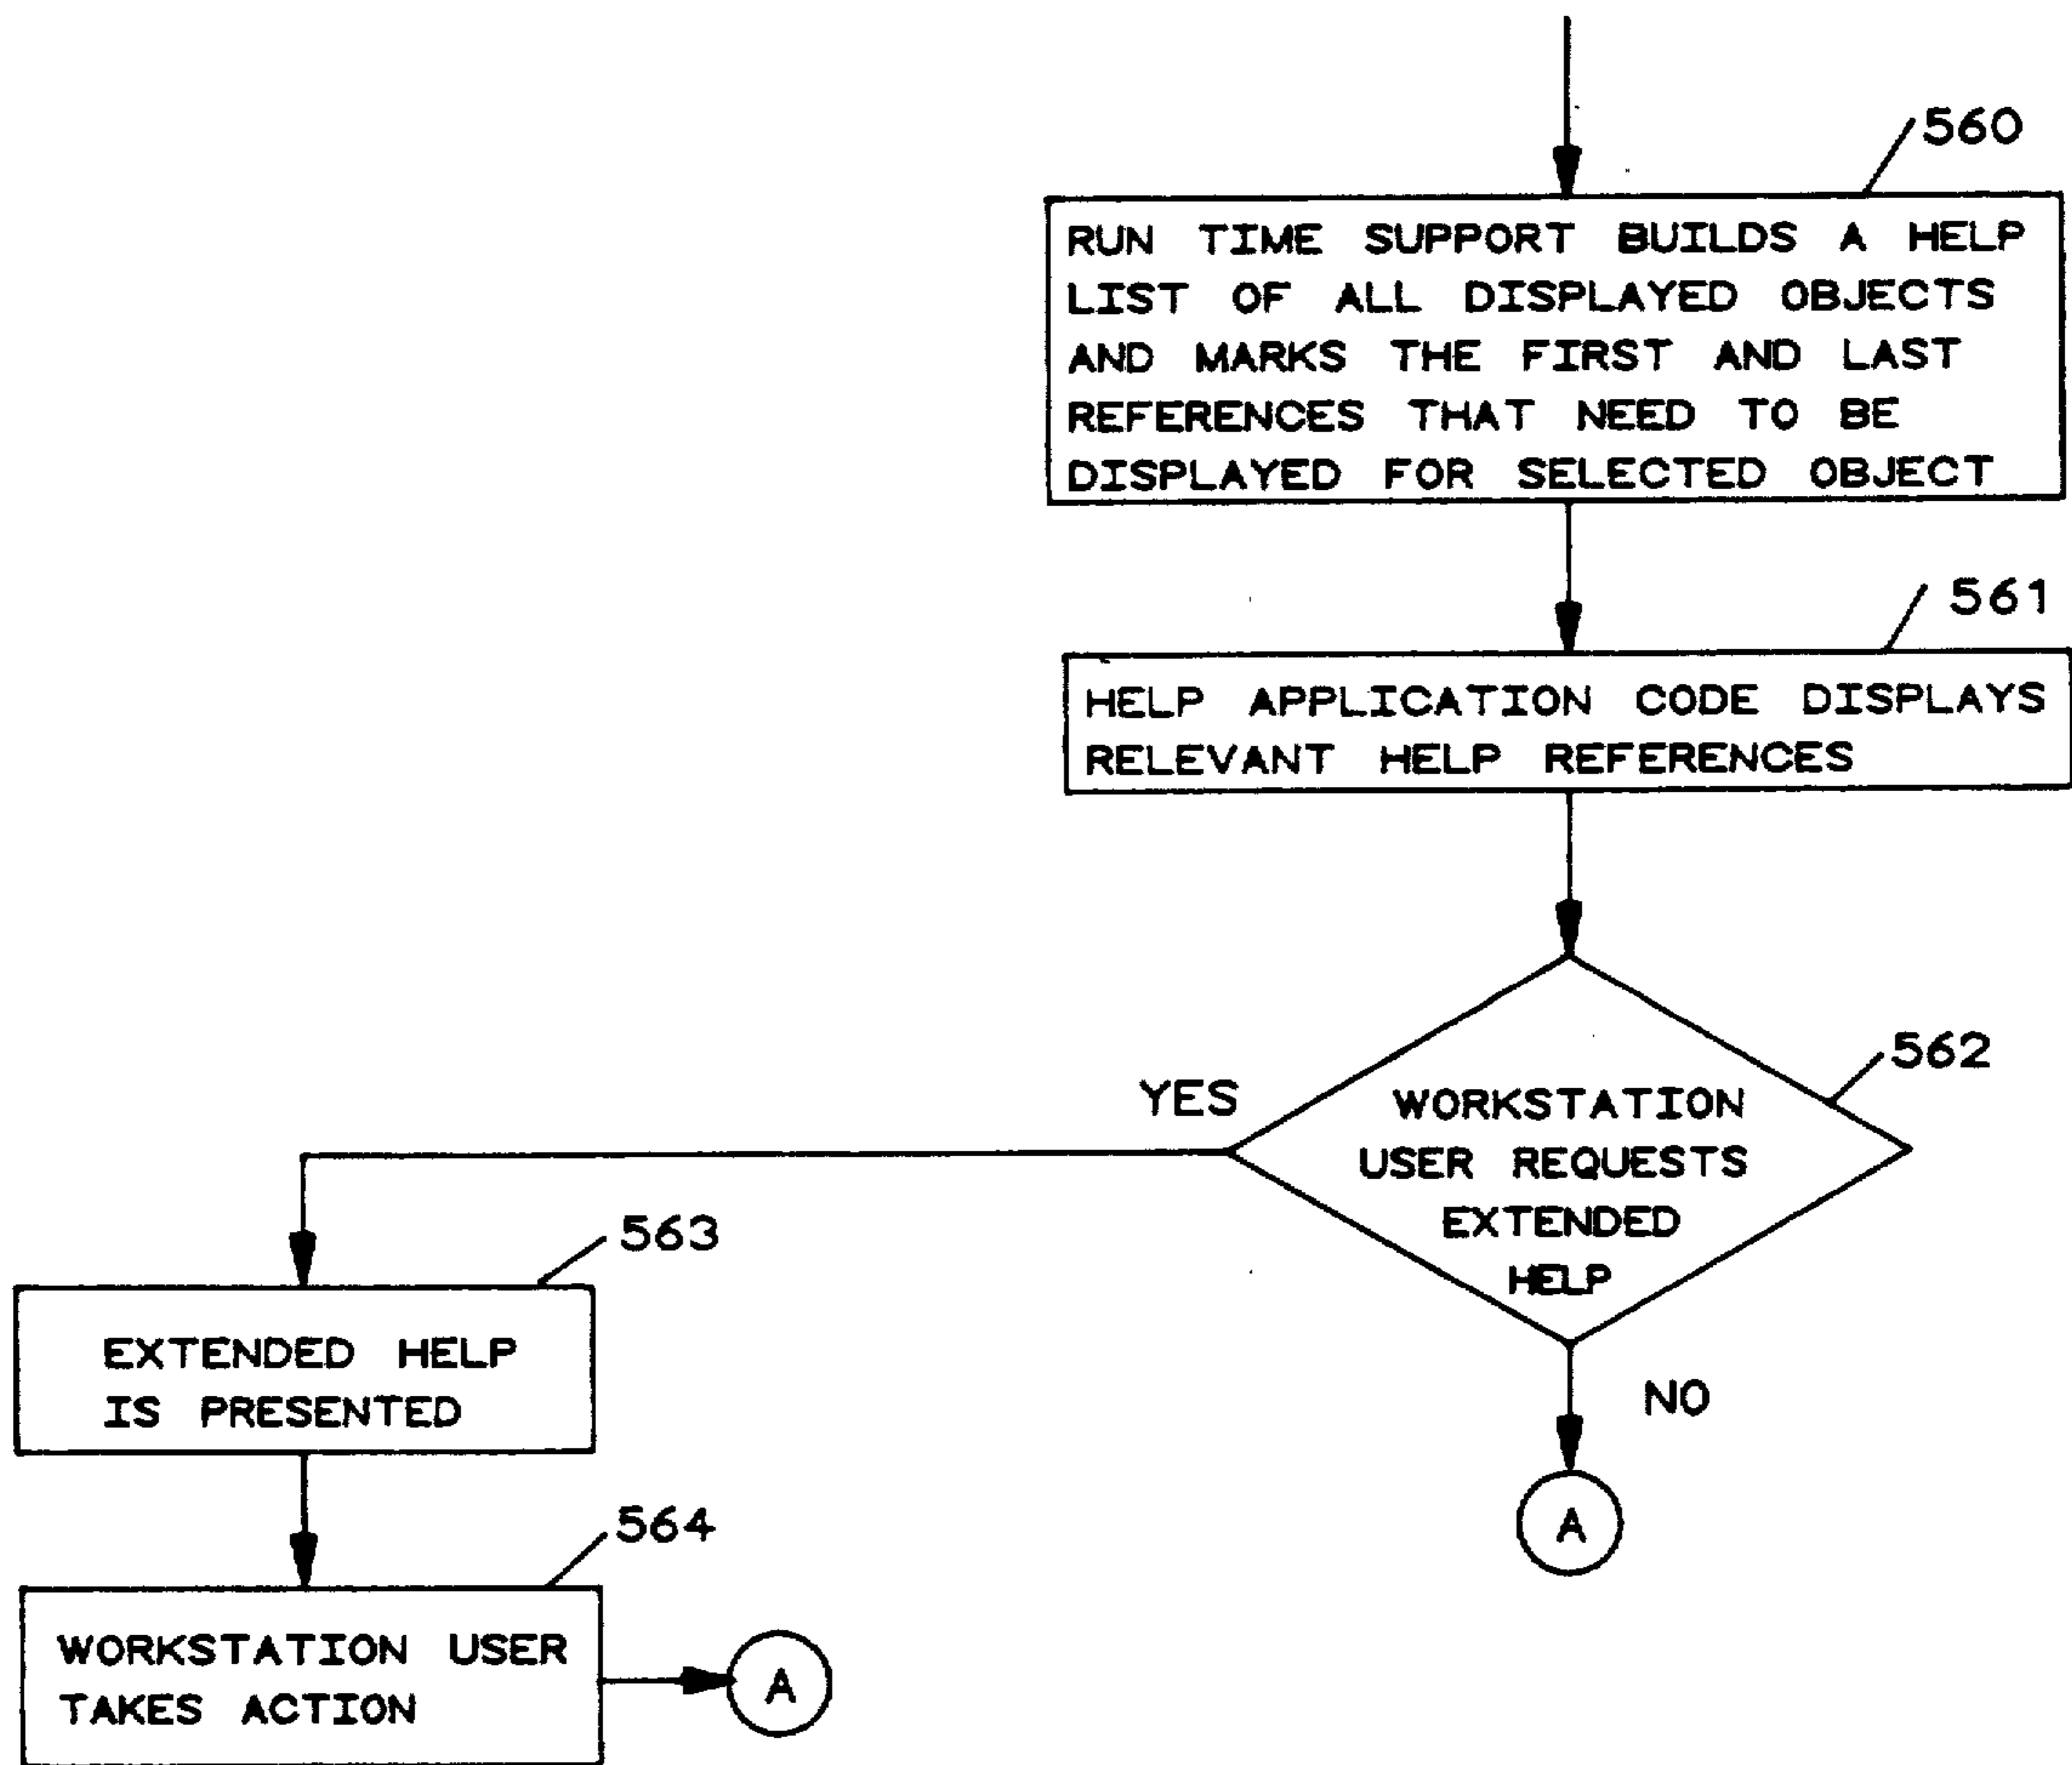 560
RUN TIME SUPPORT BUILDS A HELP
LIST OF ALL DISPLAYED OBJECTS
AND MARKS THE FIRST AND LAST
REFERENCES THAT NEED TO BE
DISPLAYED FOR SELECTED OBJECT
561
HELP APPLICATION CODE DISPLAYS
RELEVANT HELP REFERENCES
562
YES
WORKSTATION
USER REQUESTS
EXTENDED
HELP
NO
A
563
EXTENDED HELP
IS PRESENTED
564
WORKSTATION USER
TAKES ACTION
A